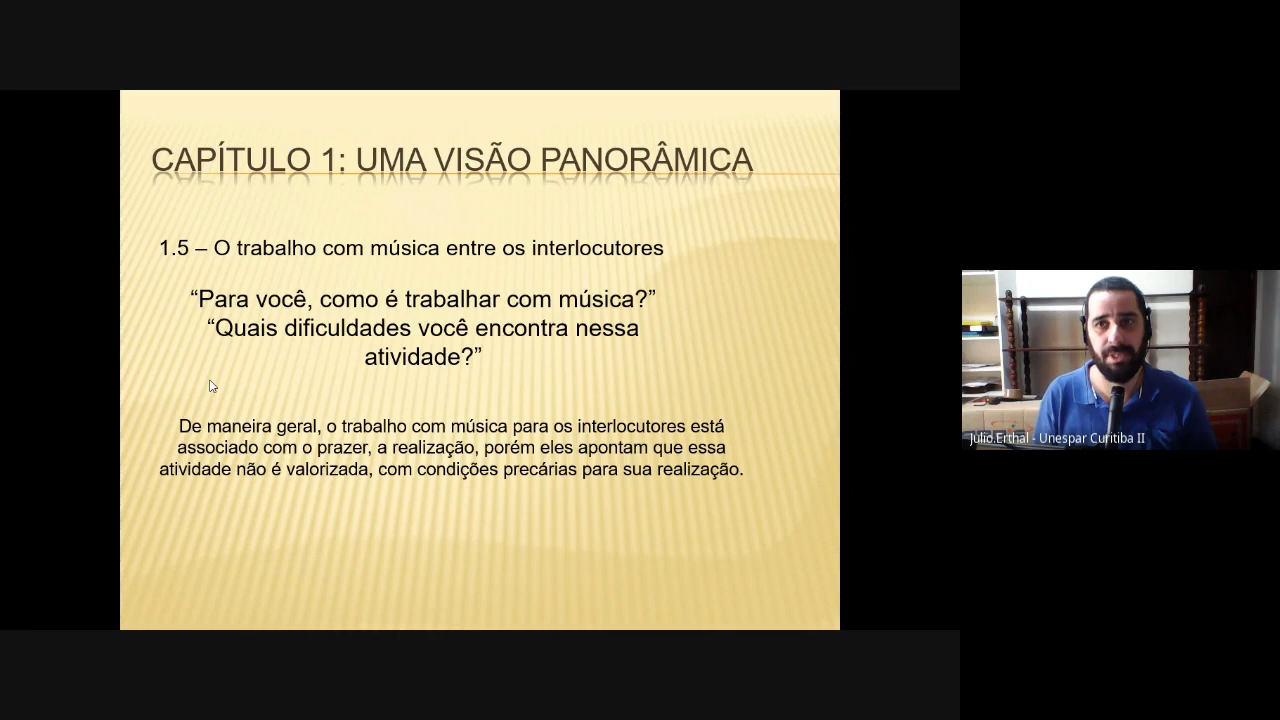 CAPÍTULO 1: UMA VISÃO PANORÂMICA
1.5 – O trabalho com música entre os interlocutores
“Para você, como é trabalhar com música?”
“Quais dificuldades você encontra nessa
atividade?”
De maneira geral, o trabalho com música para os interlocutores está
associado com o prazer, a realização, porém eles apontam que essa
atividade não é valorizada, com condições precárias para sua realização.
Julio.Erthal - Unespar Curitiba II